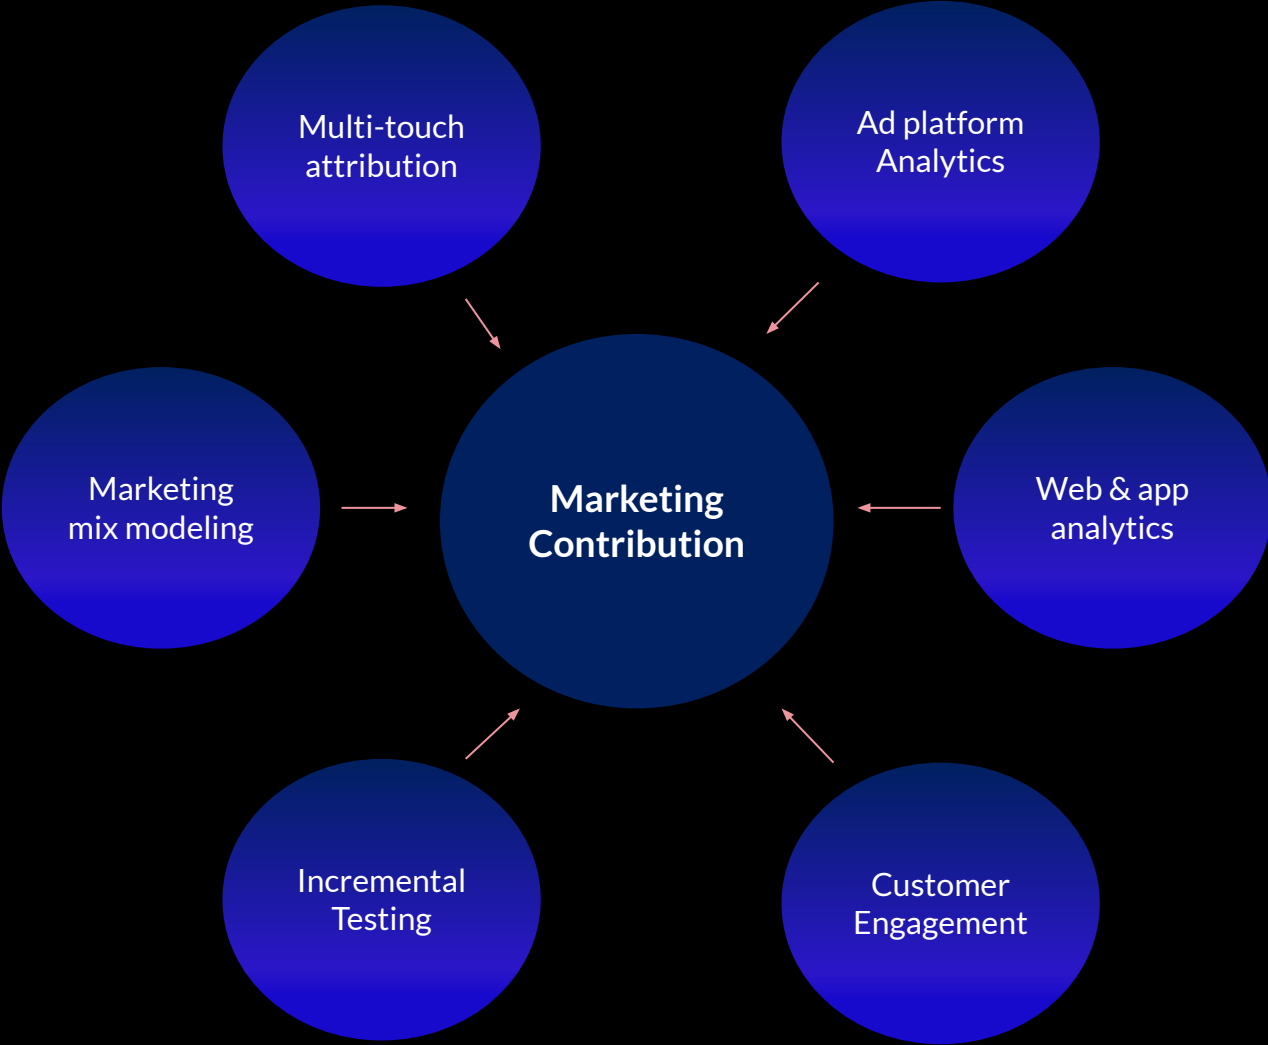 Multi-touch
attribution
Ad platform
Analytics
Marketing
mix modeling
Marketing
Contribution
Web & app
analytics
Incremental
Testing
Customer
Engagement